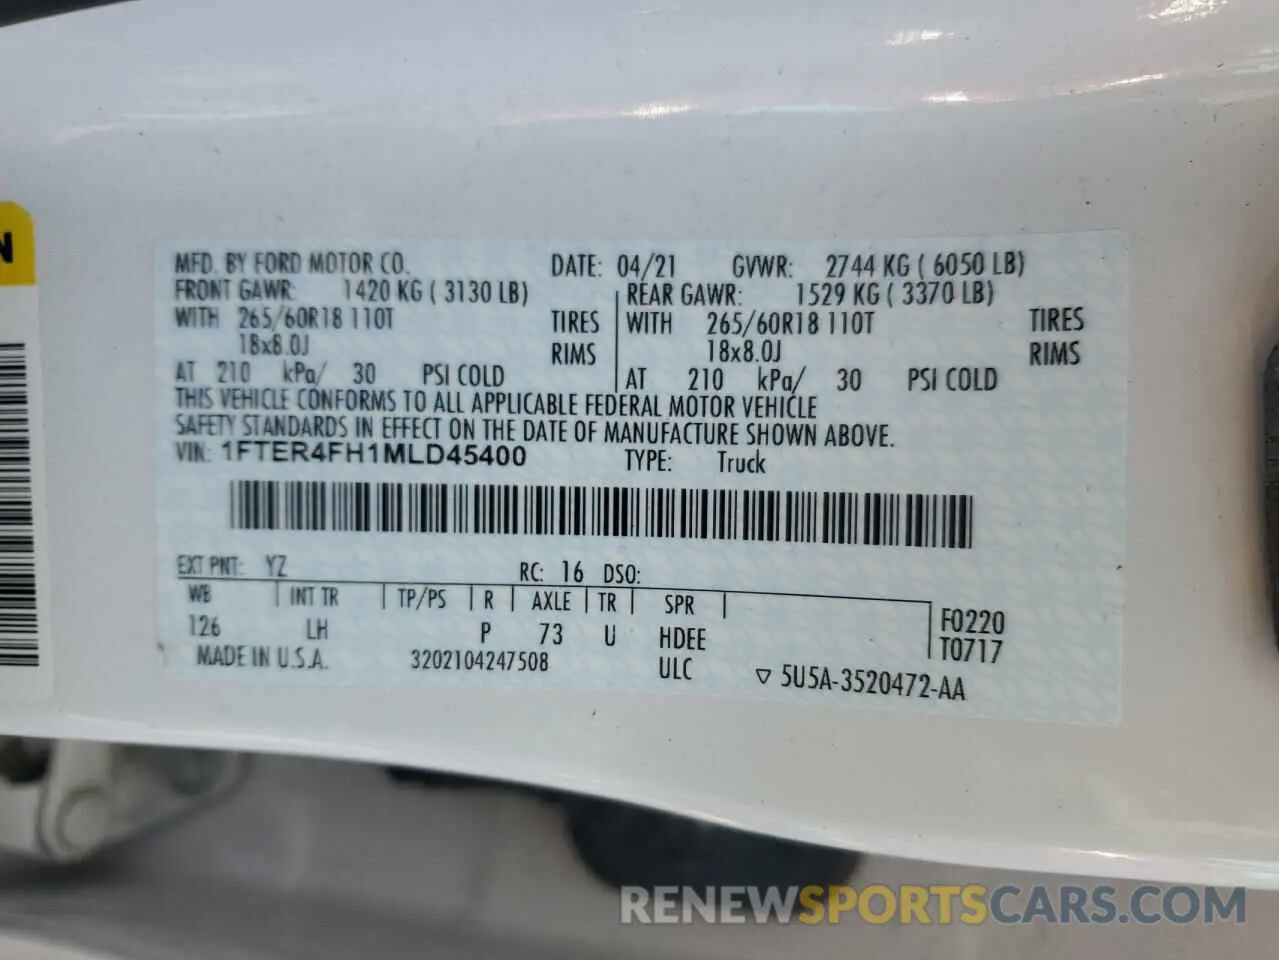 N
MFD. BY FORD MOTOR CO. DATE: 04/21 GVWR: 2744 KG ( 6050 LB)
FRONT GAWR: 1420 KG ( 3130 LB) REAR GAWR: 1529 KG ( 3370 LB)
WITH 265/60R18 110T TIRES WITH 265/60R18 110T TIRES
18x8.0J RIMS 18x8.0J RIMS
AT 210 kPa/ 30 PSI COLD AT 210 kPa/ 30 PSI COLD
THIS VEHICLE CONFORMS TO ALL APPLICABLE FEDERAL MOTOR VEHICLE
SAFETY STANDARDS IN EFFECT ON THE DATE OF MANUFACTURE SHOWN ABOVE.
VIN: 1FTER4FH1MLD45400 TYPE: Truck
EXT PNT: YZ RC: 16 DSO:
WB INT TR TP/PS R AXLE TR SPR F0220
126 LH P 73 U HDEE T0717
MADE IN U.S.A. 3202104247508 ULC ▽ 5U5A-3520472-AA
RENEWSPORTSCARS.COM